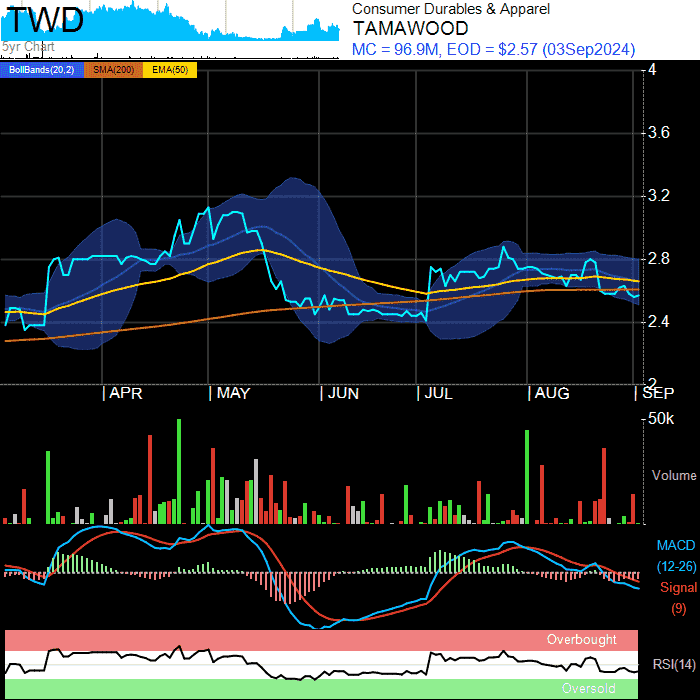 TWD
5yr Chart
Consumer Durables & Apparel
TAMAWOOD
MC = 96.9M, EOD = $2.57 (03Sep2024)
BollBands(20,2) SMA(200) EMA(50)
4
3.6
3.2
2.8
2.4
2
APR MAY JUN JUL AUG SEP
50k
Volume
MACD
(12-26)
Signal
(9)
Overbought
RSI(14)
Oversold